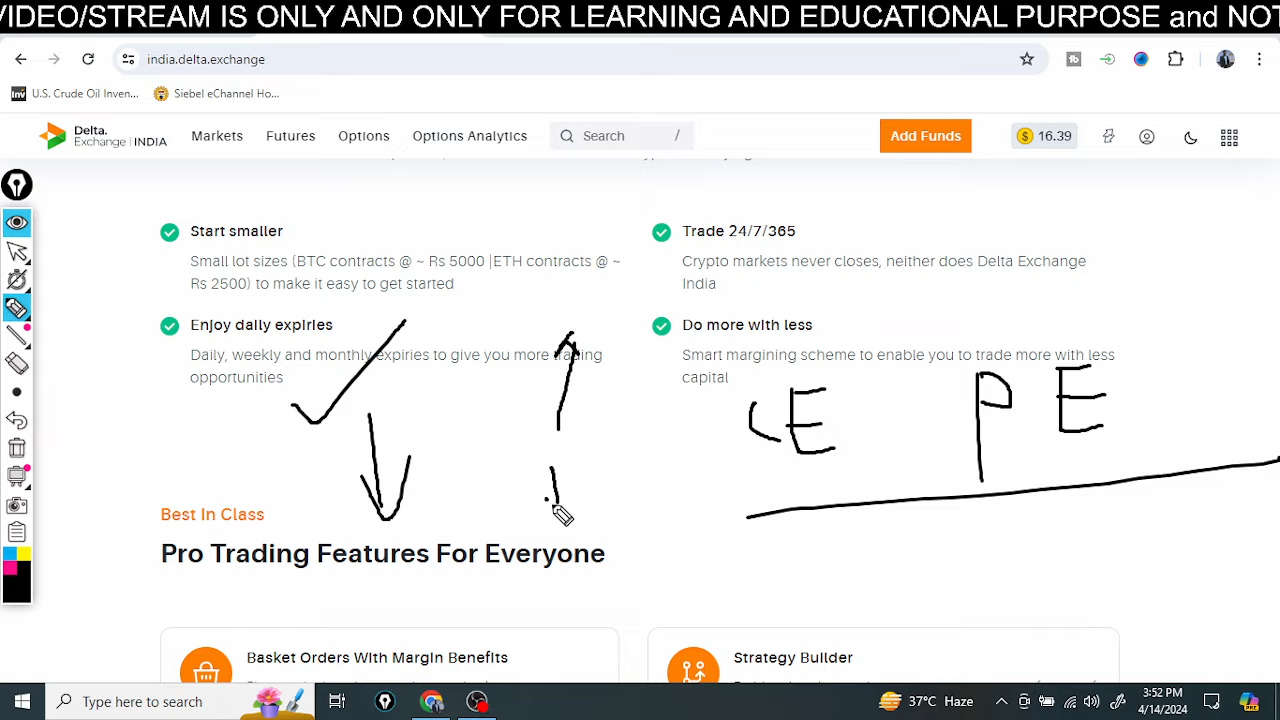 VIDEO/STREAM IS ONLY AND ONLY FOR LEARNING AND EDUCATIONAL PURPOSE and NOT
india.delta.exchange
U.S. Crude Oil Inven...
Siebel eChannel Ho...
Delta.
Exchange | INDIA
Markets
Futures
Options
Options Analytics
Search
/
Add Funds
16.39
Start smaller
Small lot sizes (BTC contracts @ ~ Rs 5000 |ETH contracts @ ~
Rs 2500) to make it easy to get started
Trade 24/7/365
Crypto markets never closes, neither does Delta Exchange
India
Enjoy daily expiries
Daily, weekly and monthly expiries to give you more trading
opportunities
Do more with less
Smart margining scheme to enable you to trade more with less
capital
CE PE
Best In Class
Pro Trading Features For Everyone
Basket Orders With Margin Benefits
Strategy Builder
Type here to search
37°C Haze
3:52 PM
4/14/2024